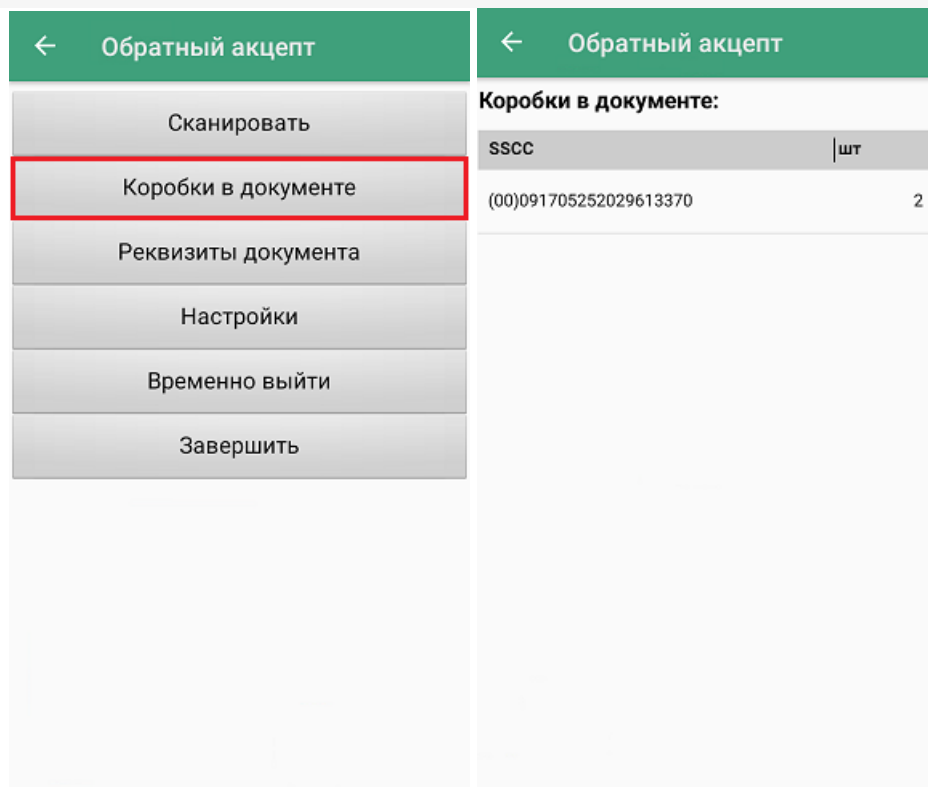 Обратный акцепт
Сканировать
Коробки в документе
Реквизиты документа
Настройки
Временно выйти
Завершить
Обратный акцепт
Коробки в документе:
SSCC шт
(00)091705252029613370 2